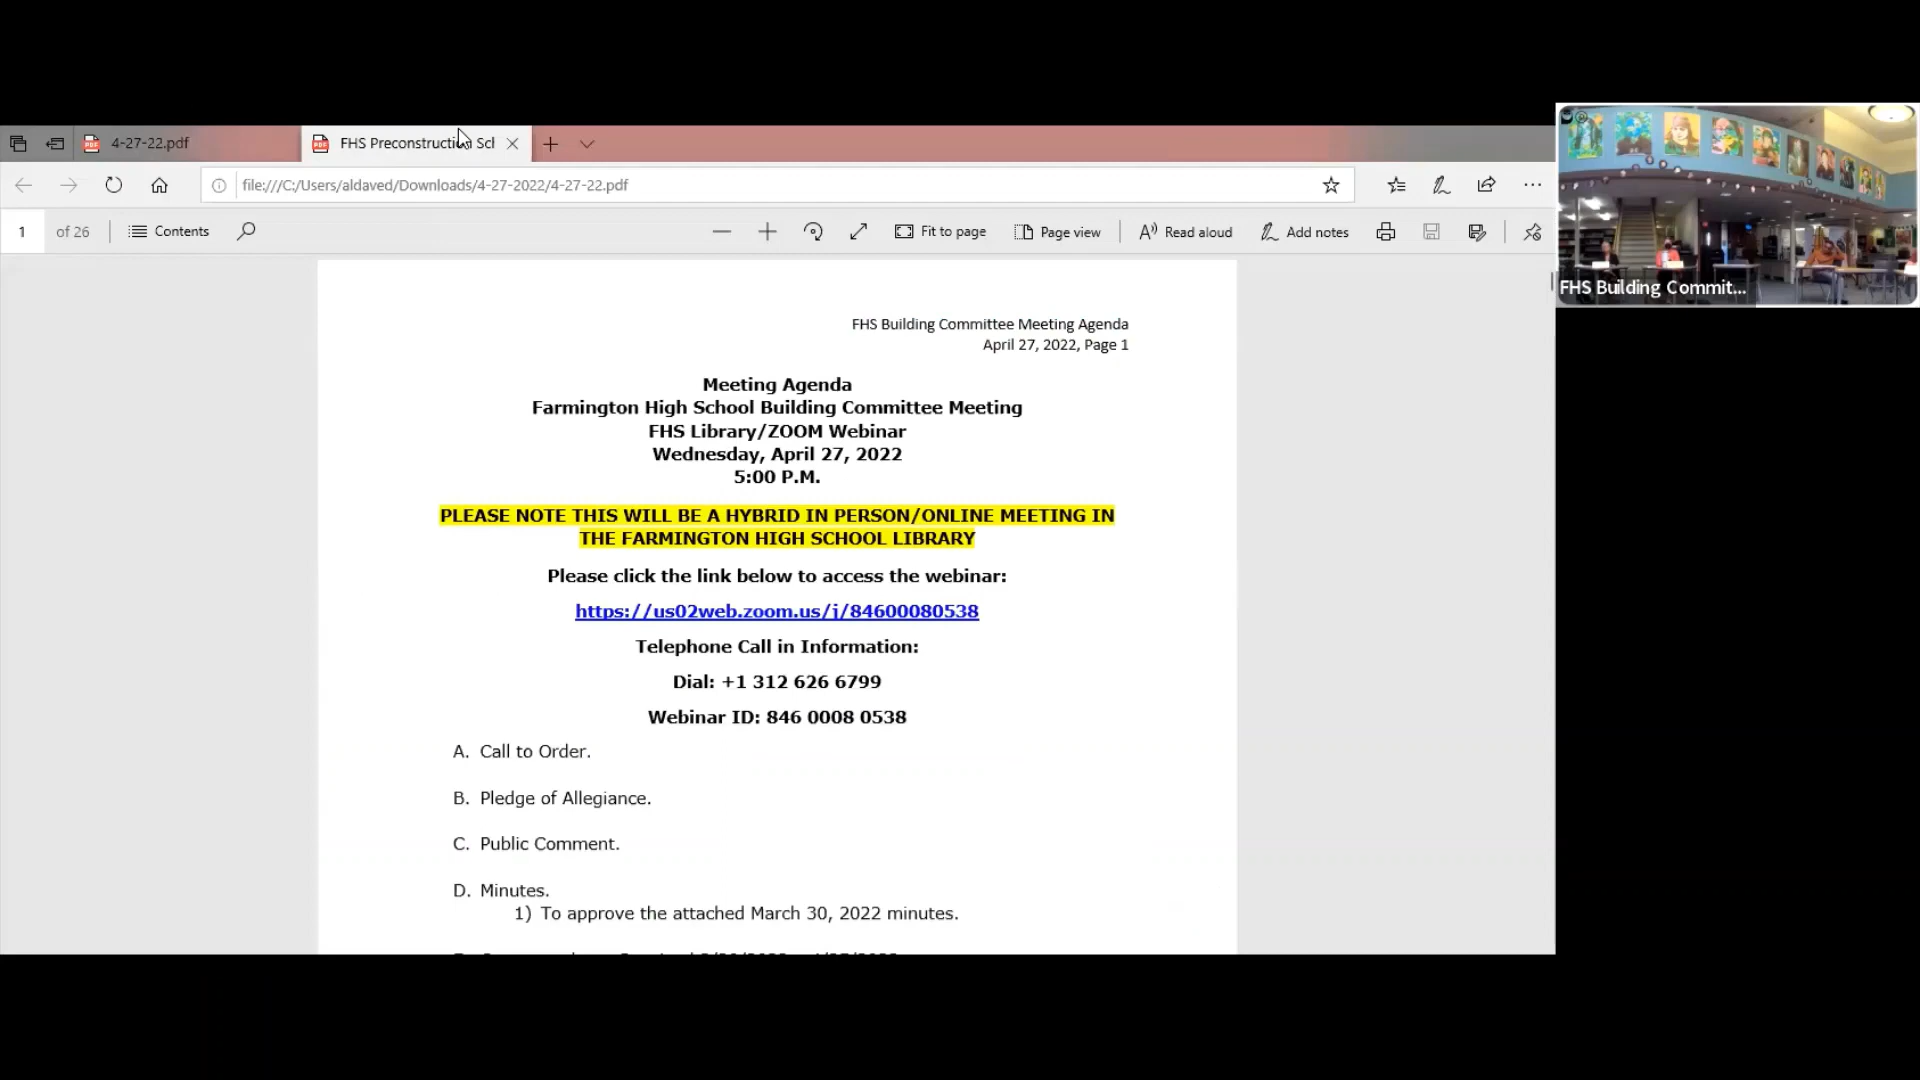 4-27-22.pdf
FHS Preconstruction Scl
file:///C:/Users/aldaved/Downloads/4-27-2022/4-27-22.pdf
1 of 26 Contents Fit to page Page view Read aloud Add notes
FHS Building Commit...
FHS Building Committee Meeting Agenda
April 27, 2022, Page 1
Meeting Agenda
Farmington High School Building Committee Meeting
FHS Library/ZOOM Webinar
Wednesday, April 27, 2022
5:00 P.M.
PLEASE NOTE THIS WILL BE A HYBRID IN PERSON/ONLINE MEETING IN
THE FARMINGTON HIGH SCHOOL LIBRARY
Please click the link below to access the webinar:
https://us02web.zoom.us/j/84600080538
Telephone Call in Information:
Dial: +1 312 626 6799
Webinar ID: 846 0008 0538
A. Call to Order.
B. Pledge of Allegiance.
C. Public Comment.
D. Minutes.
1) To approve the attached March 30, 2022 minutes.